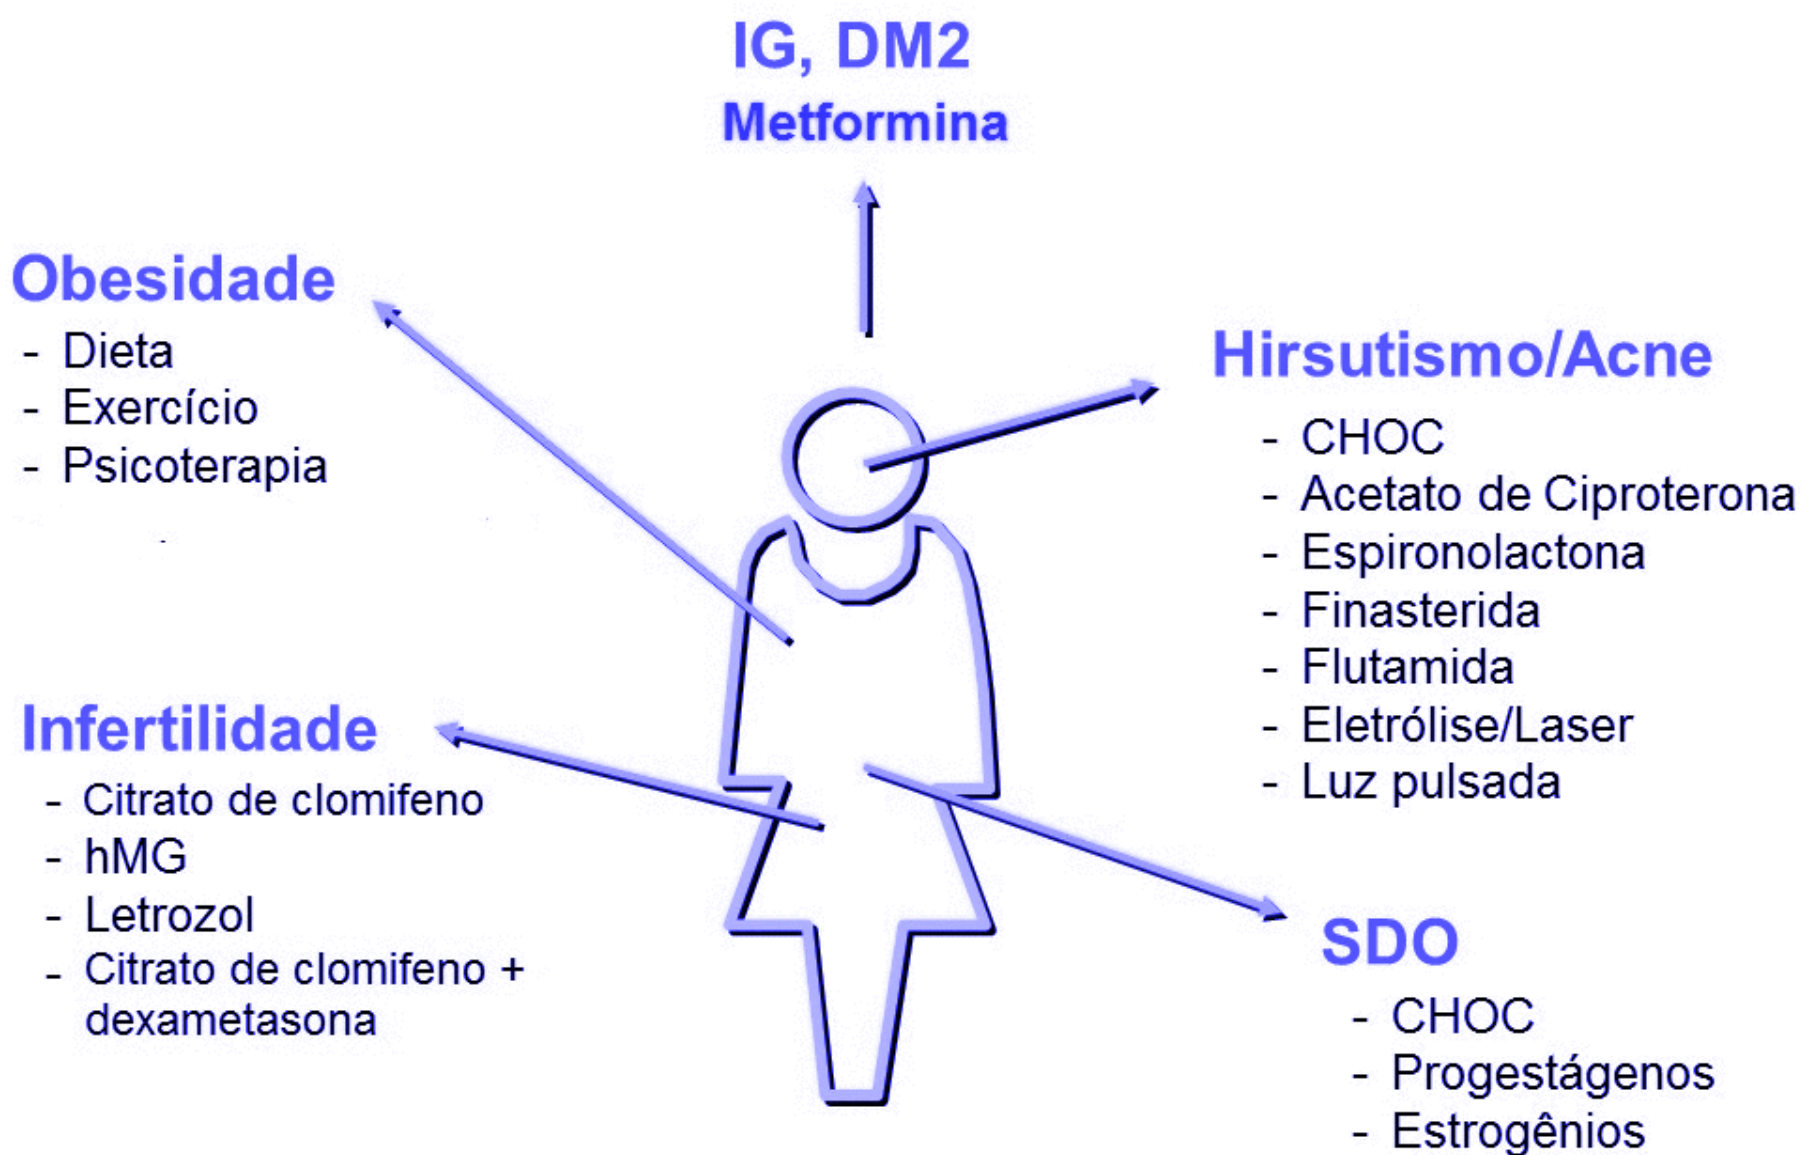 IG, DM2
Metformina
Obesidade
- Dieta
- Exercício
- Psicoterapia
Hirsutismo/Acne
- CHOC
- Acetato de Ciproterona
- Espironolactona
- Finasterida
- Flutamida
- Eletrólise/Laser
- Luz pulsada
Infertilidade
- Citrato de clomifeno
- hMG
- Letrozol
- Citrato de clomifeno +
dexametasona
SDO
- CHOC
- Progestágenos
- Estrogênios